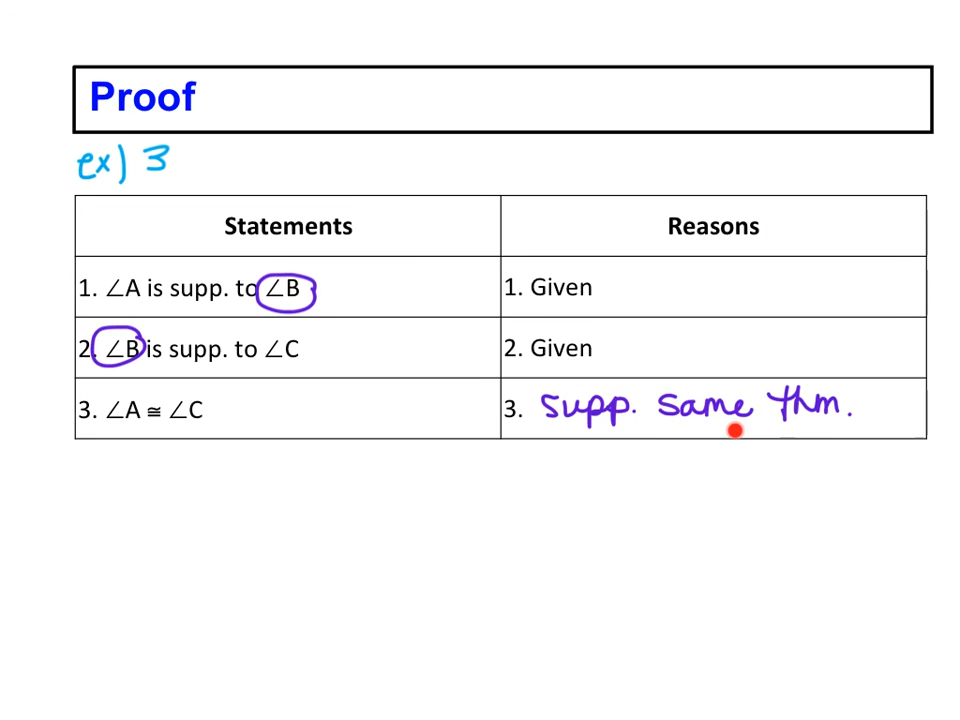 Proof
ex) 3
Statements Reasons
1. ∠A is supp. to ∠B 1. Given
2. ∠B is supp. to ∠C 2. Given
3. ∠A ≅ ∠C 3. supp. same thm.